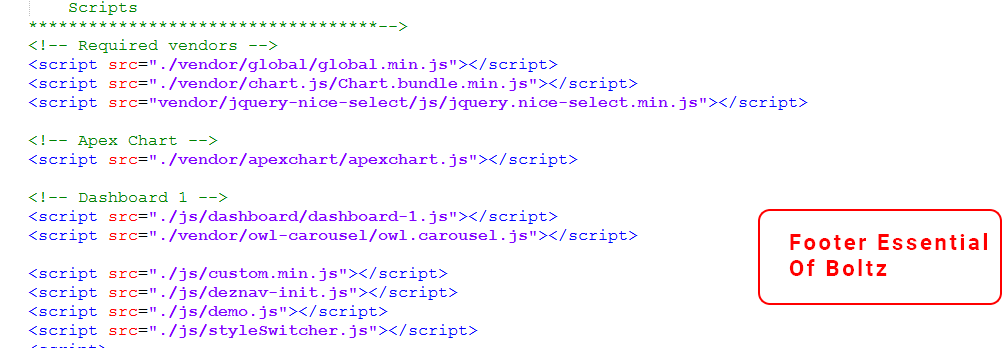 Scripts
***********************************-->
<!-- Required vendors -->
<script src="./vendor/global/global.min.js"></script>
<script src="./vendor/chart.js/Chart.bundle.min.js"></script>
<script src="vendor/jquery-nice-select/js/jquery.nice-select.min.js"></script>
<!-- Apex Chart -->
<script src="./vendor/apexchart/apexchart.js"></script>
<!-- Dashboard 1 -->
<script src="./js/dashboard/dashboard-1.js"></script>
<script src="./vendor/owl-carousel/owl.carousel.js"></script>
<script src="./js/custom.min.js"></script>
<script src="./js/deznav-init.js"></script>
<script src="./js/demo.js"></script>
<script src="./js/styleSwitcher.js"></script>
<script>
Footer Essential
Of Boltz